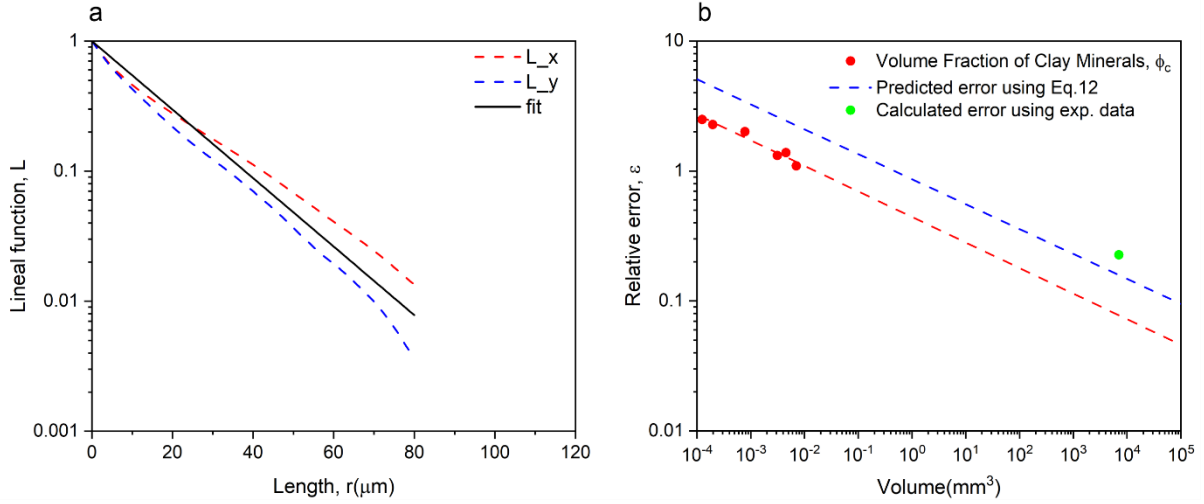 a
1
0.1
0.01
0.001
Lineal function, L
L_x
L_y
fit
0 20 40 60 80 100 120
Length, r(μm)
b
100
10
1
0.1
0.01
Relative error, ε
Volume Fraction of Clay Minerals, ϕc
Predicted error using Eq.12
Calculated error using exp. data
10⁻⁴ 10⁻³ 10⁻² 10⁻¹ 10⁰ 10¹ 10² 10³ 10⁴ 10⁵
Volume(mm³)